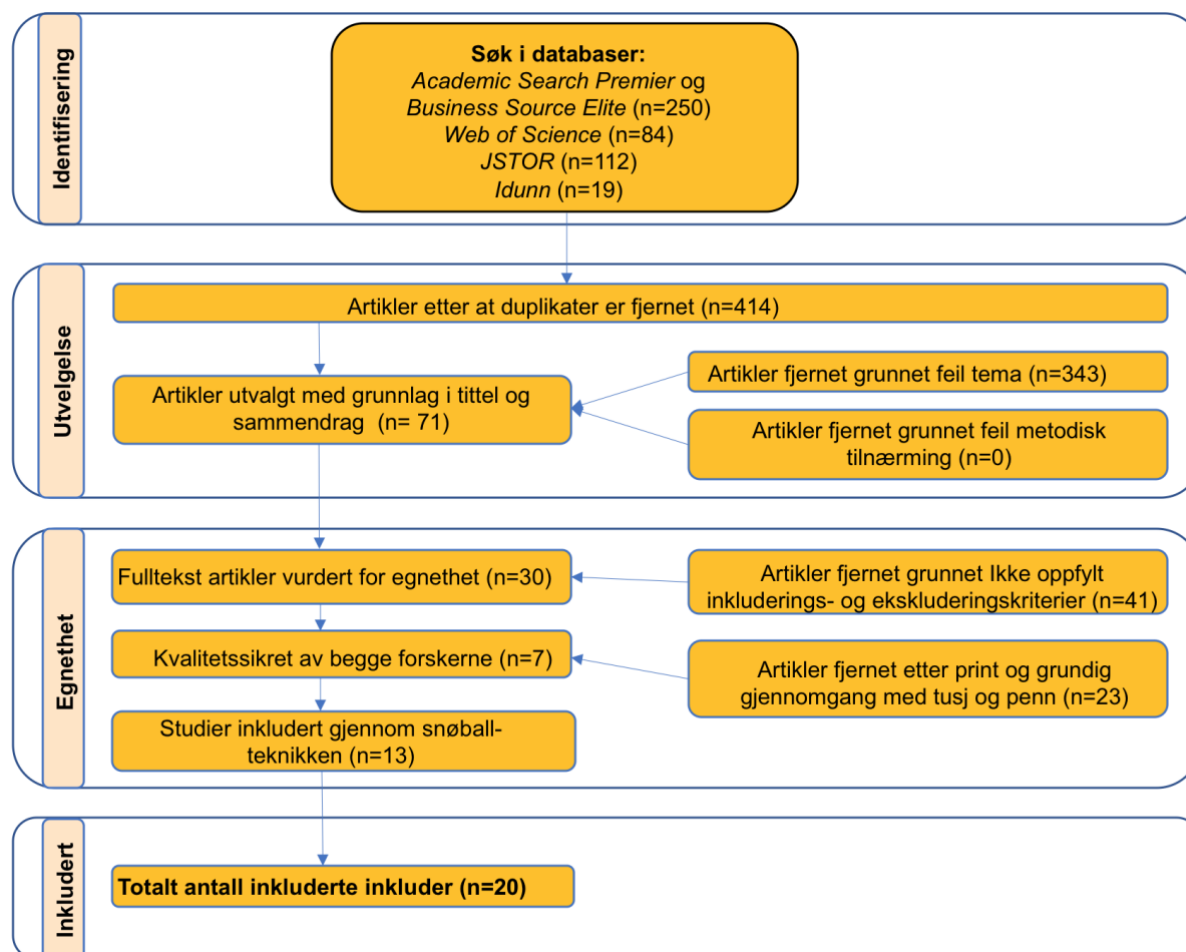 Identifisering
Søk i databaser:
Academic Search Premier og
Business Source Elite (n=250)
Web of Science (n=84)
JSTOR (n=112)
Idunn (n=19)
Utvelgelse
Artikler etter at duplikater er fjernet (n=414)
Artikler utvalgt med grunnlag i tittel og
sammendrag (n= 71)
Artikler fjernet grunnet feil tema (n=343)
Artikler fjernet grunnet feil metodisk
tilnærming (n=0)
Egnethet
Fulltekst artikler vurdert for egnethet (n=30)
Artikler fjernet grunnet Ikke oppfylt
inkluderings- og ekskluderingskriterier (n=41)
Kvalitetssikret av begge forskerne (n=7)
Artikler fjernet etter print og grundig
gjennomgang med tusj og penn (n=23)
Studier inkludert gjennom snøball-
teknikken (n=13)
Inkludert
Totalt antall inkluderte inkluder (n=20)